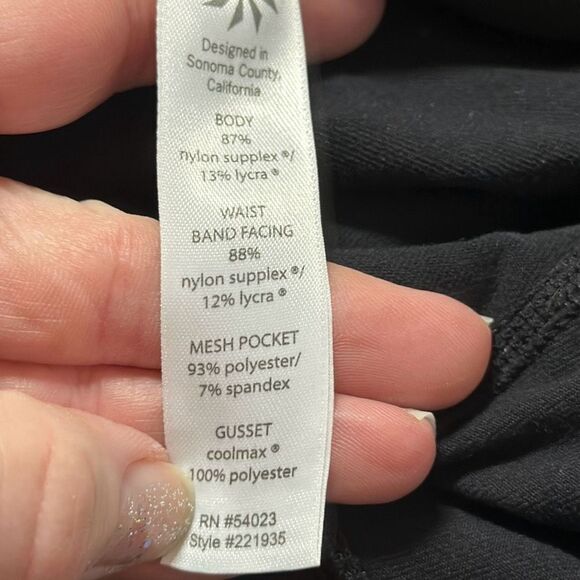 Designed in
Sonoma County,
California
BODY
87%
nylon supplex ®/
13% lycra ®
WAIST
BAND FACING
88%
nylon supplex ®/
12% lycra ®
MESH POCKET
93% polyester/
7% spandex
GUSSET
coolmax ®
100% polyester
RN #54023
Style #221935